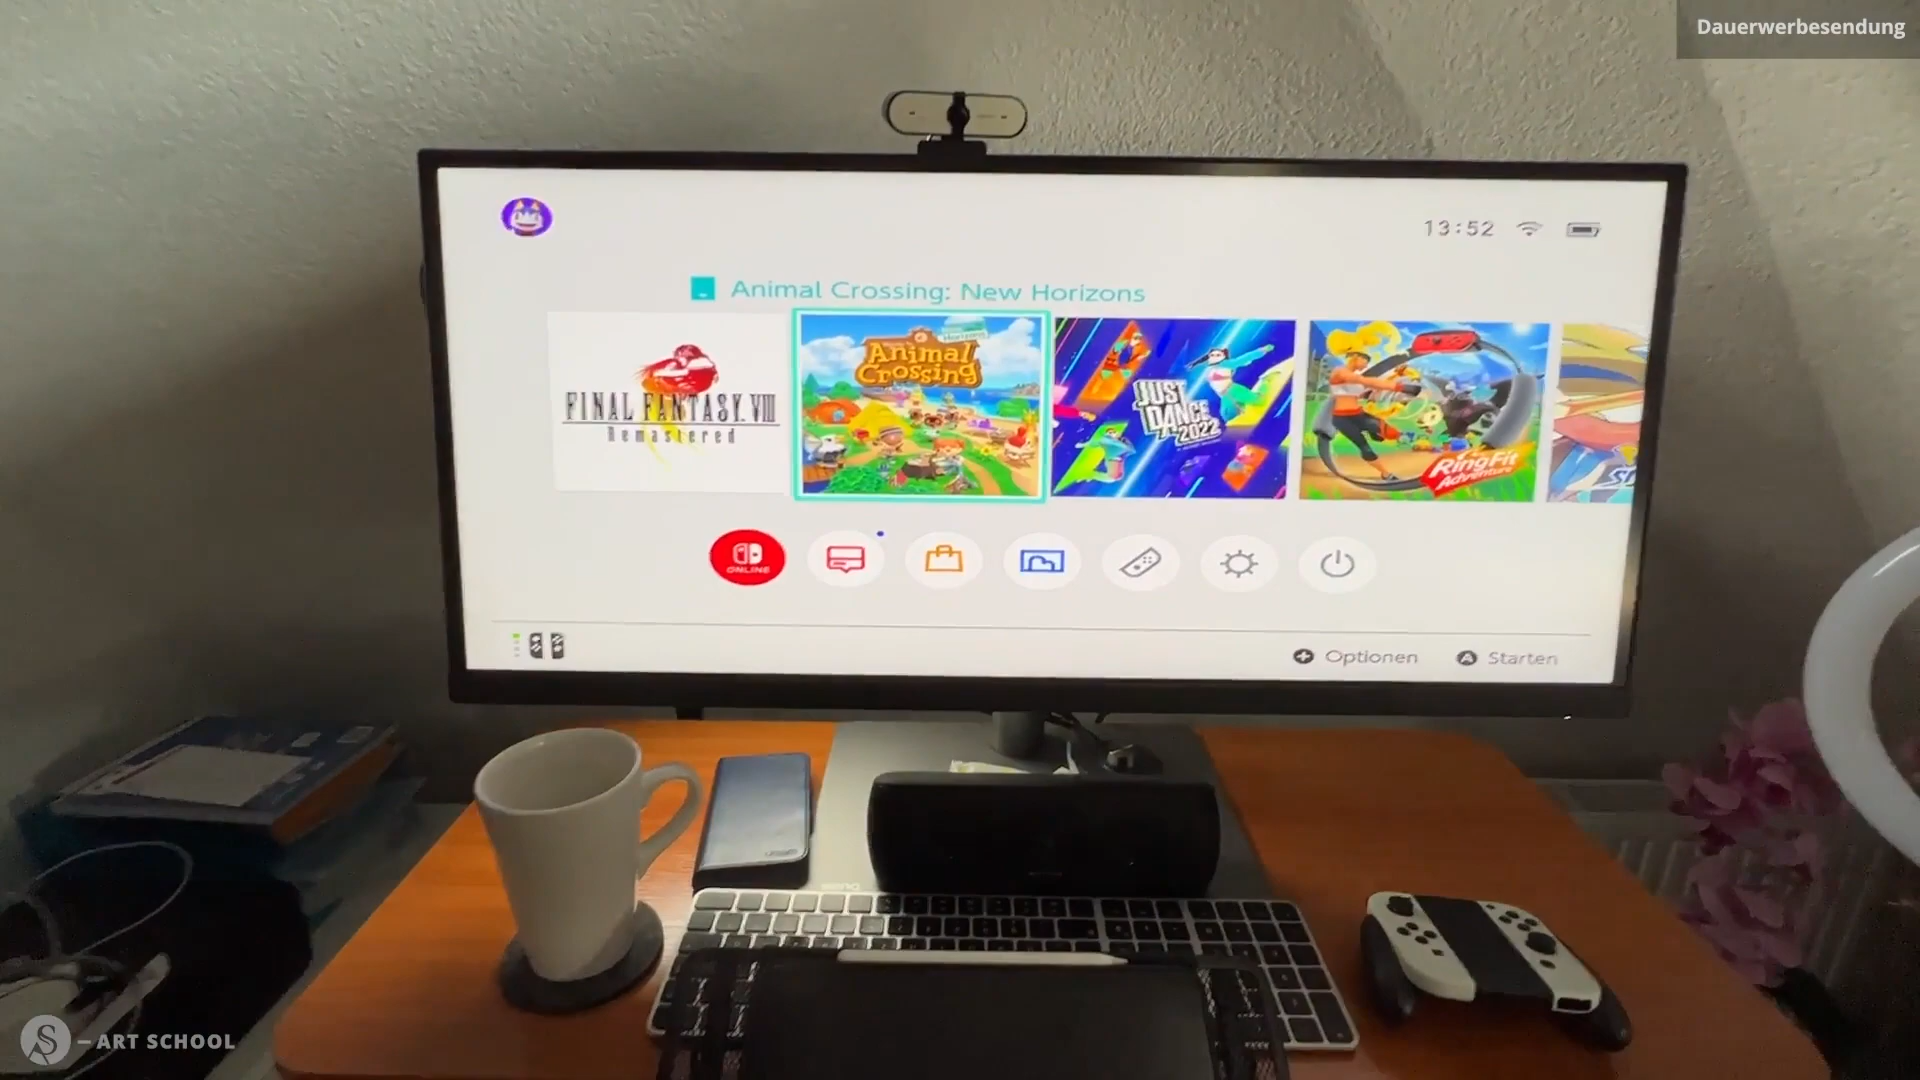 Dauerwerbesendung
13:52
Animal Crossing: New Horizons
FINAL FANTASY VIII
Remastered
Horizons
Animal
Crossing
JUST
DANCE
2022
RingFit
Adventure
ONLINE
Optionen
A Starten
– ART SCHOOL